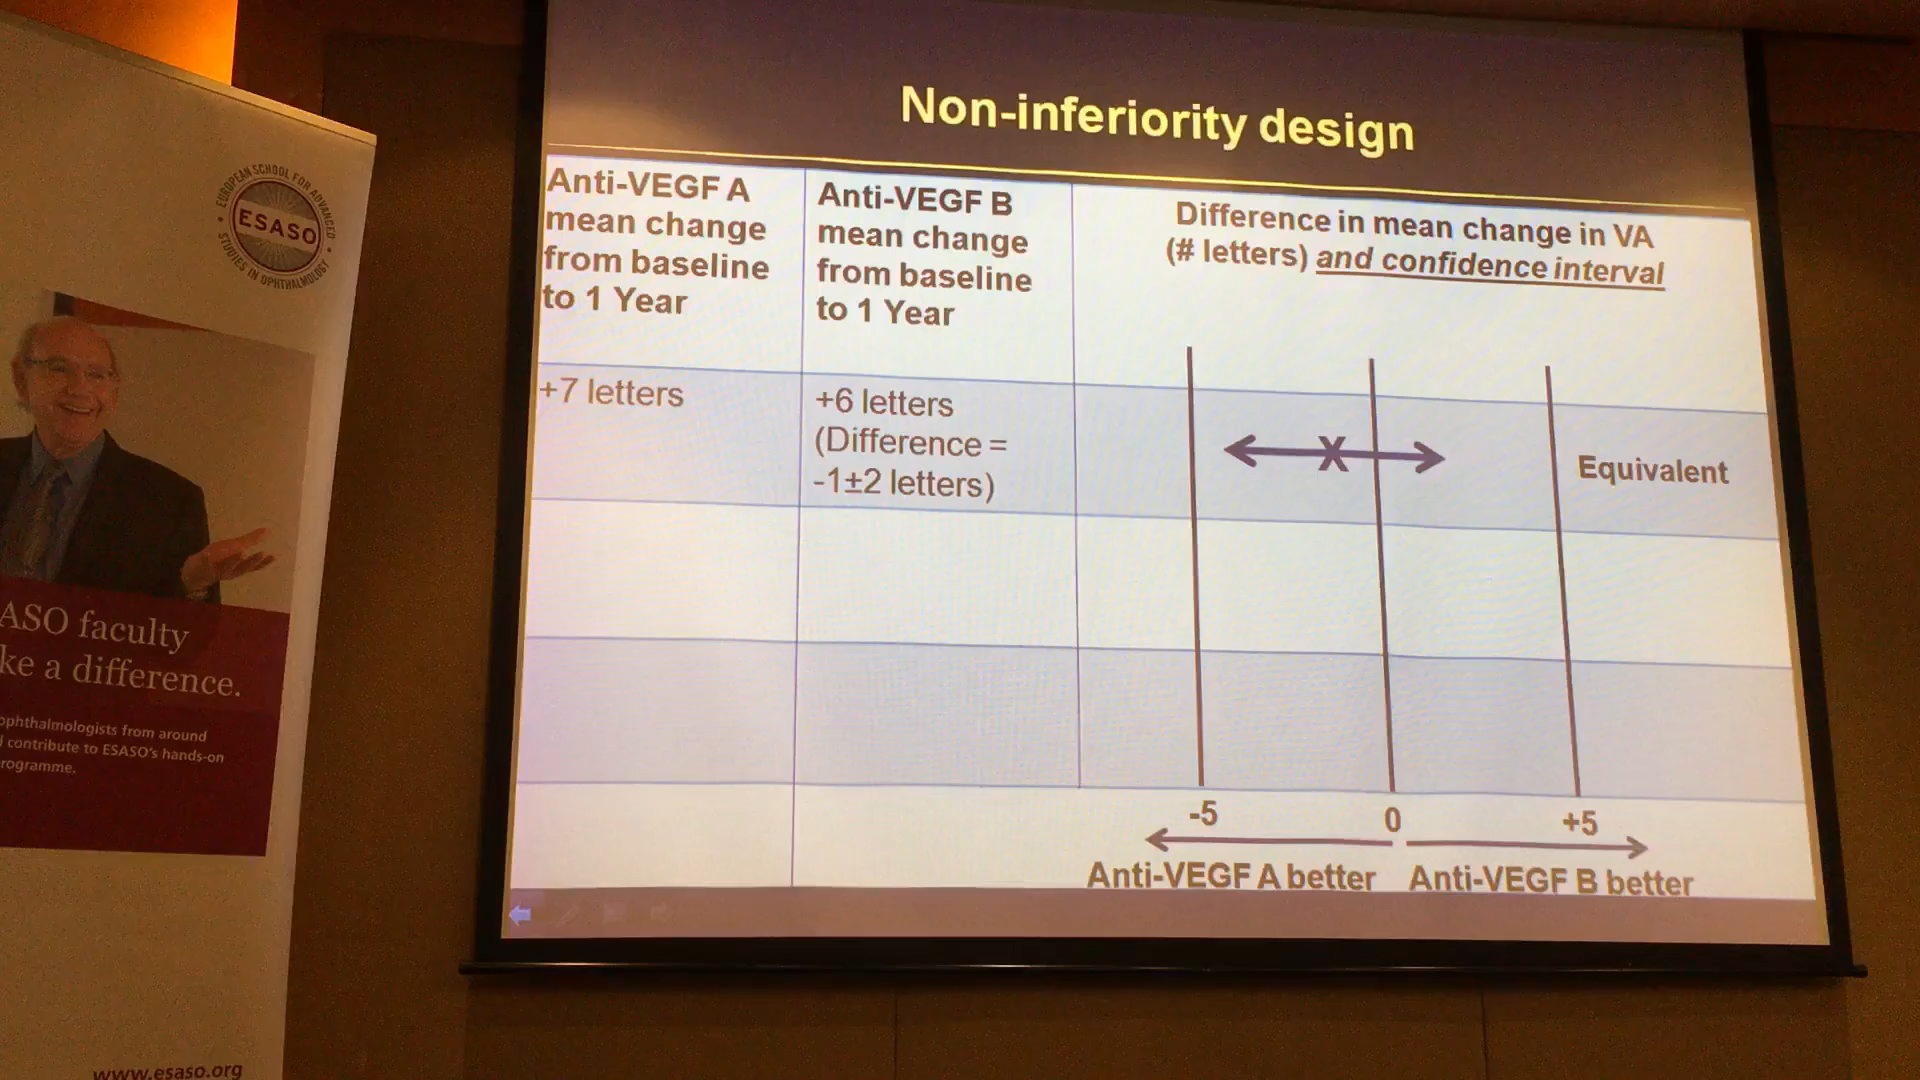 Non-inferiority design
Anti-VEGF A
mean change
from baseline
to 1 Year
Anti-VEGF B
mean change
from baseline
to 1 Year
Difference in mean change in VA
(# letters) and confidence interval
+7 letters
+6 letters
(Difference =
-1±2 letters)
X
Equivalent
-5
0
+5
Anti-VEGF A better
Anti-VEGF B better
EUROPEAN SCHOOL FOR ADVANCED
ESASO
STUDIES IN OPHTHALMOLOGY
ASO faculty
ke a difference.
ophthalmologists from around
contribute to ESASO's hands-on
rogramme.
www.esaso.org